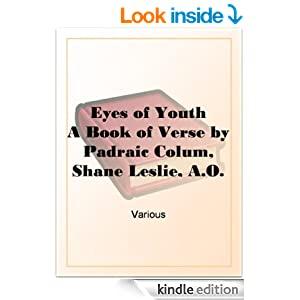 Look inside
Eyes of Youth
A Book of Verse by
Padraic Colum,
Shane Leslie, A.O.
Various
kindle edition